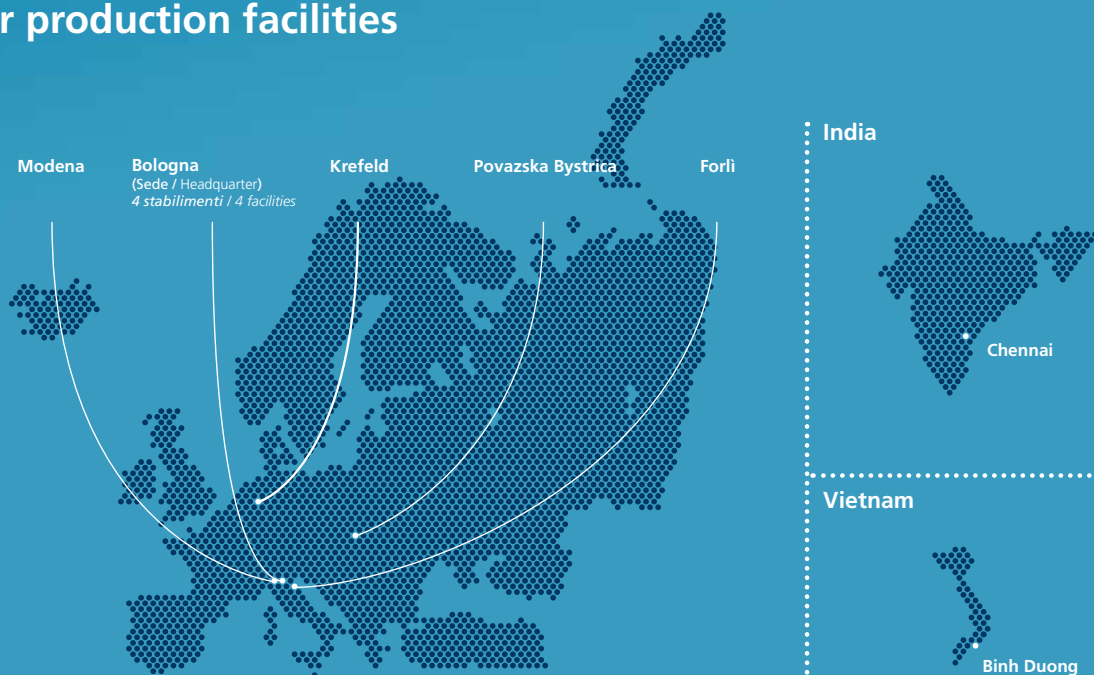 r production facilities
Modena
Bologna
(Sede / Headquarter)
4 stabilimenti / 4 facilities
Krefeld
Povazska Bystrica
Forlì
India
Chennai
Vietnam
Binh Duong